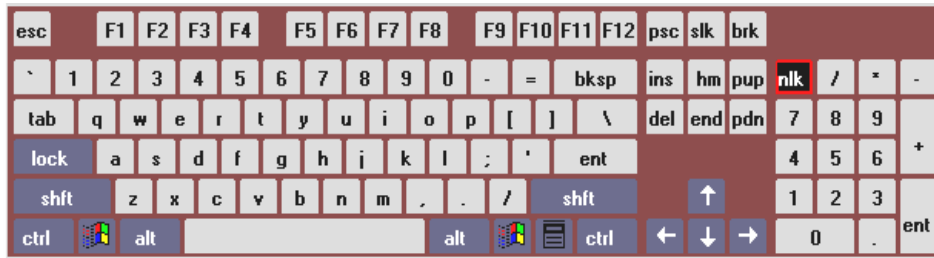 esc F1 F2 F3 F4 F5 F6 F7 F8 F9 F10 F11 F12 psc slk brk
` 1 2 3 4 5 6 7 8 9 0 - = bksp ins hm pup nlk / * -
tab q w e r t y u i o p [ ] \ del end pdn 7 8 9 +
lock a s d f g h j k l ; ' ent 4 5 6
shft z x c v b n m , . / shft ↑ 1 2 3 ent
ctrl alt alt ctrl ← ↓ → 0 .